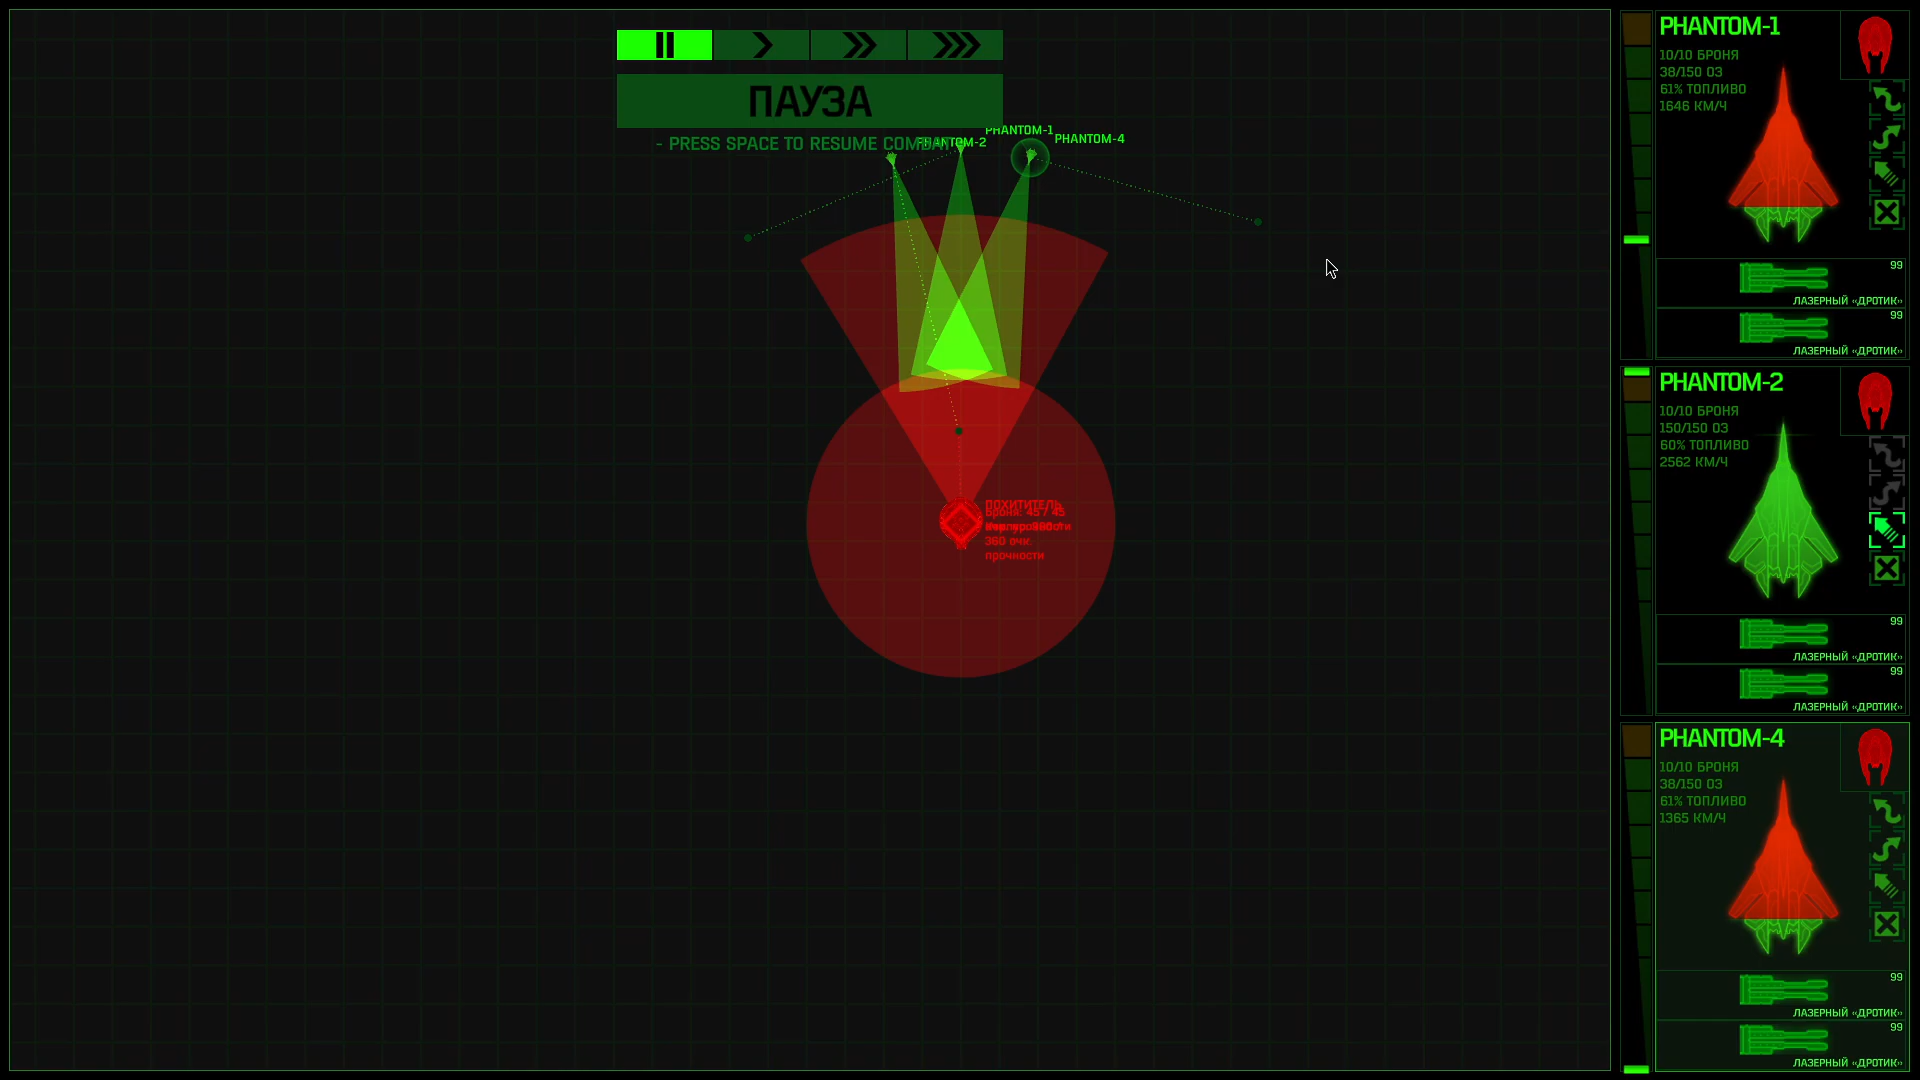 ПАУЗА
- PRESS SPACE TO RESUME COMBAT
PHANTOM-2
PHANTOM-1
PHANTOM-4
ПОХИТИТЕЛЬ
Броня: 45 / 45
360 очк.
прочности
PHANTOM-1
10/10 БРОНЯ
38/150 ОЗ
61% ТОПЛИВО
1646 КМ/Ч
99
ЛАЗЕРНЫЙ «ДРОТИК»
99
ЛАЗЕРНЫЙ «ДРОТИК»
PHANTOM-2
10/10 БРОНЯ
150/150 ОЗ
60% ТОПЛИВО
2562 КМ/Ч
99
ЛАЗЕРНЫЙ «ДРОТИК»
99
ЛАЗЕРНЫЙ «ДРОТИК»
PHANTOM-4
10/10 БРОНЯ
38/150 ОЗ
61% ТОПЛИВО
1365 КМ/Ч
99
ЛАЗЕРНЫЙ «ДРОТИК»
99
ЛАЗЕРНЫЙ «ДРОТИК»